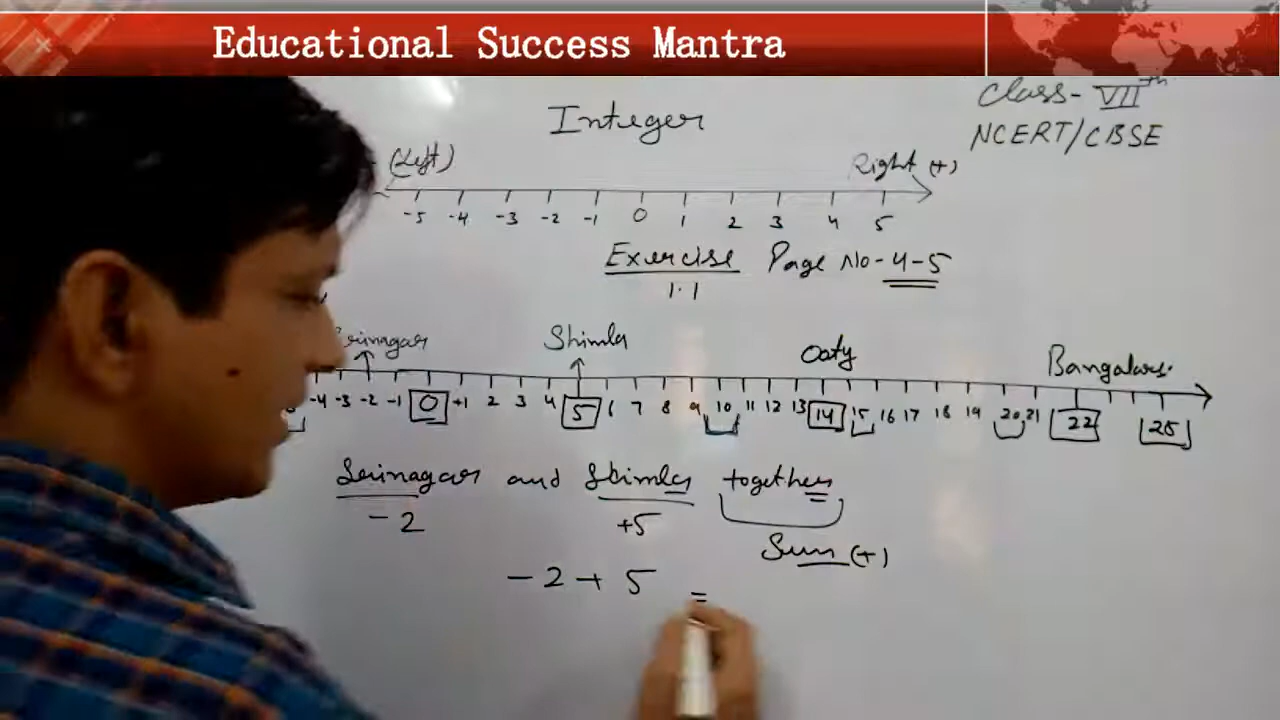 Educational Success Mantra
Class- VIIth
NCERT/CBSE
Integer
(Left)
Right (+)
-5 -4 -3 -2 -1 0 1 2 3 4 5
Exercise Page No-4-5
1.1
Srinagar Shimla Ooty Bangalore
-4 -3 -2 -1 0 +1 2 3 4 5 6 7 8 9 10 11 12 13 14 15 16 17 18 19 20 21 22 25
Srinagar and Shimla together
-2 +5
Sum (+)
-2+5 =